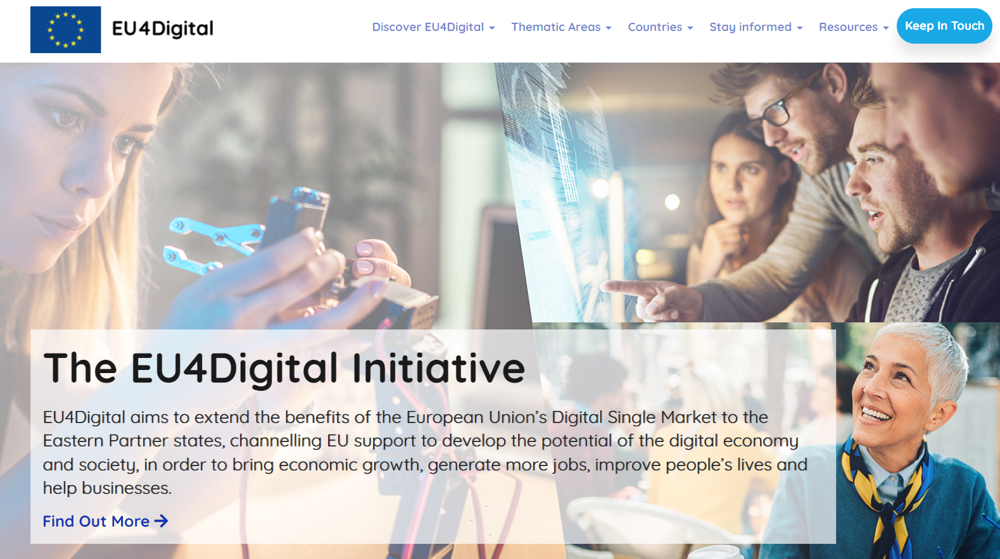 EU4Digital
Discover EU4Digital
Thematic Areas
Countries
Stay informed
Resources
Keep In Touch
The EU4Digital Initiative
EU4Digital aims to extend the benefits of the European Union’s Digital Single Market to the
Eastern Partner states, channelling EU support to develop the potential of the digital economy
and society, in order to bring economic growth, generate more jobs, improve people’s lives and
help businesses.
Find Out More